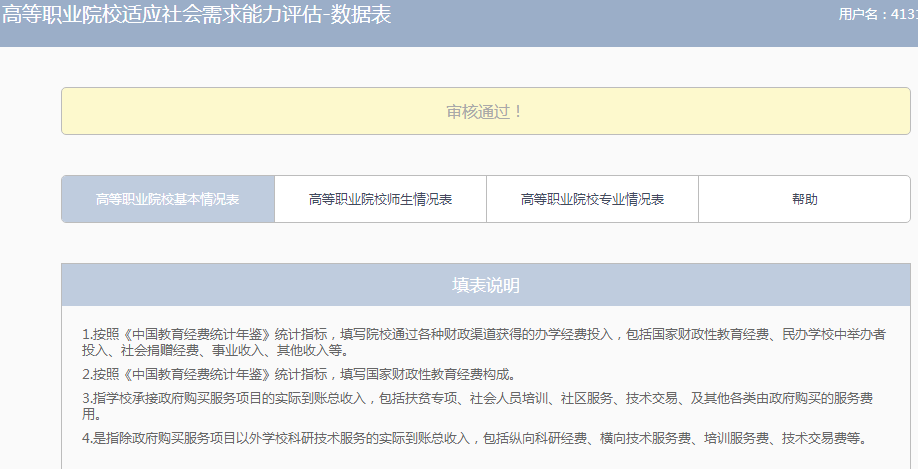 高等职业院校适应社会需求能力评估-数据表
用户名：4131
审核通过！
高等职业院校基本情况表
高等职业院校师生情况表
高等职业院校专业情况表
帮助
填表说明
1.按照《中国教育经费统计年鉴》统计指标，填写院校通过各种财政渠道获得的办学经费投入，包括国家财政性教育经费、民办学校中举办者
投入、社会捐赠经费、事业收入、其他收入等。
2.按照《中国教育经费统计年鉴》统计指标，填写国家财政性教育经费构成。
3.指学校承接政府购买服务项目的实际到账总收入，包括扶贫专项、社会人员培训、社区服务、技术交易、及其他各类由政府购买的服务费
用。
4.是指除政府购买服务项目以外学校科研技术服务的实际到账总收入，包括纵向科研经费、横向技术服务费、培训服务费、技术交易费等。